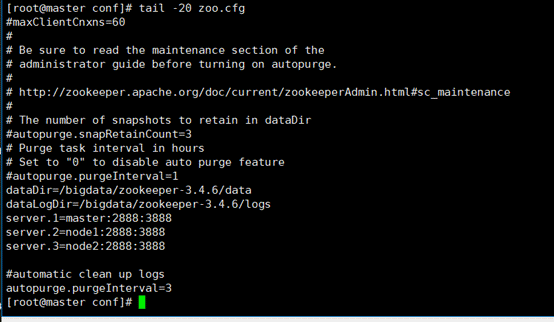 [root@master conf]# tail -20 zoo.cfg
#maxClientCnxns=60
#
# Be sure to read the maintenance section of the
# administrator guide before turning on autopurge.
#
# http://zookeeper.apache.org/doc/current/zookeeperAdmin.html#sc_maintenance
#
# The number of snapshots to retain in dataDir
#autopurge.snapRetainCount=3
# Purge task interval in hours
# Set to "0" to disable auto purge feature
#autopurge.purgeInterval=1
dataDir=/bigdata/zookeeper-3.4.6/data
dataLogDir=/bigdata/zookeeper-3.4.6/logs
server.1=master:2888:3888
server.2=node1:2888:3888
server.3=node2:2888:3888

#automatic clean up logs
autopurge.purgeInterval=3
[root@master conf]#